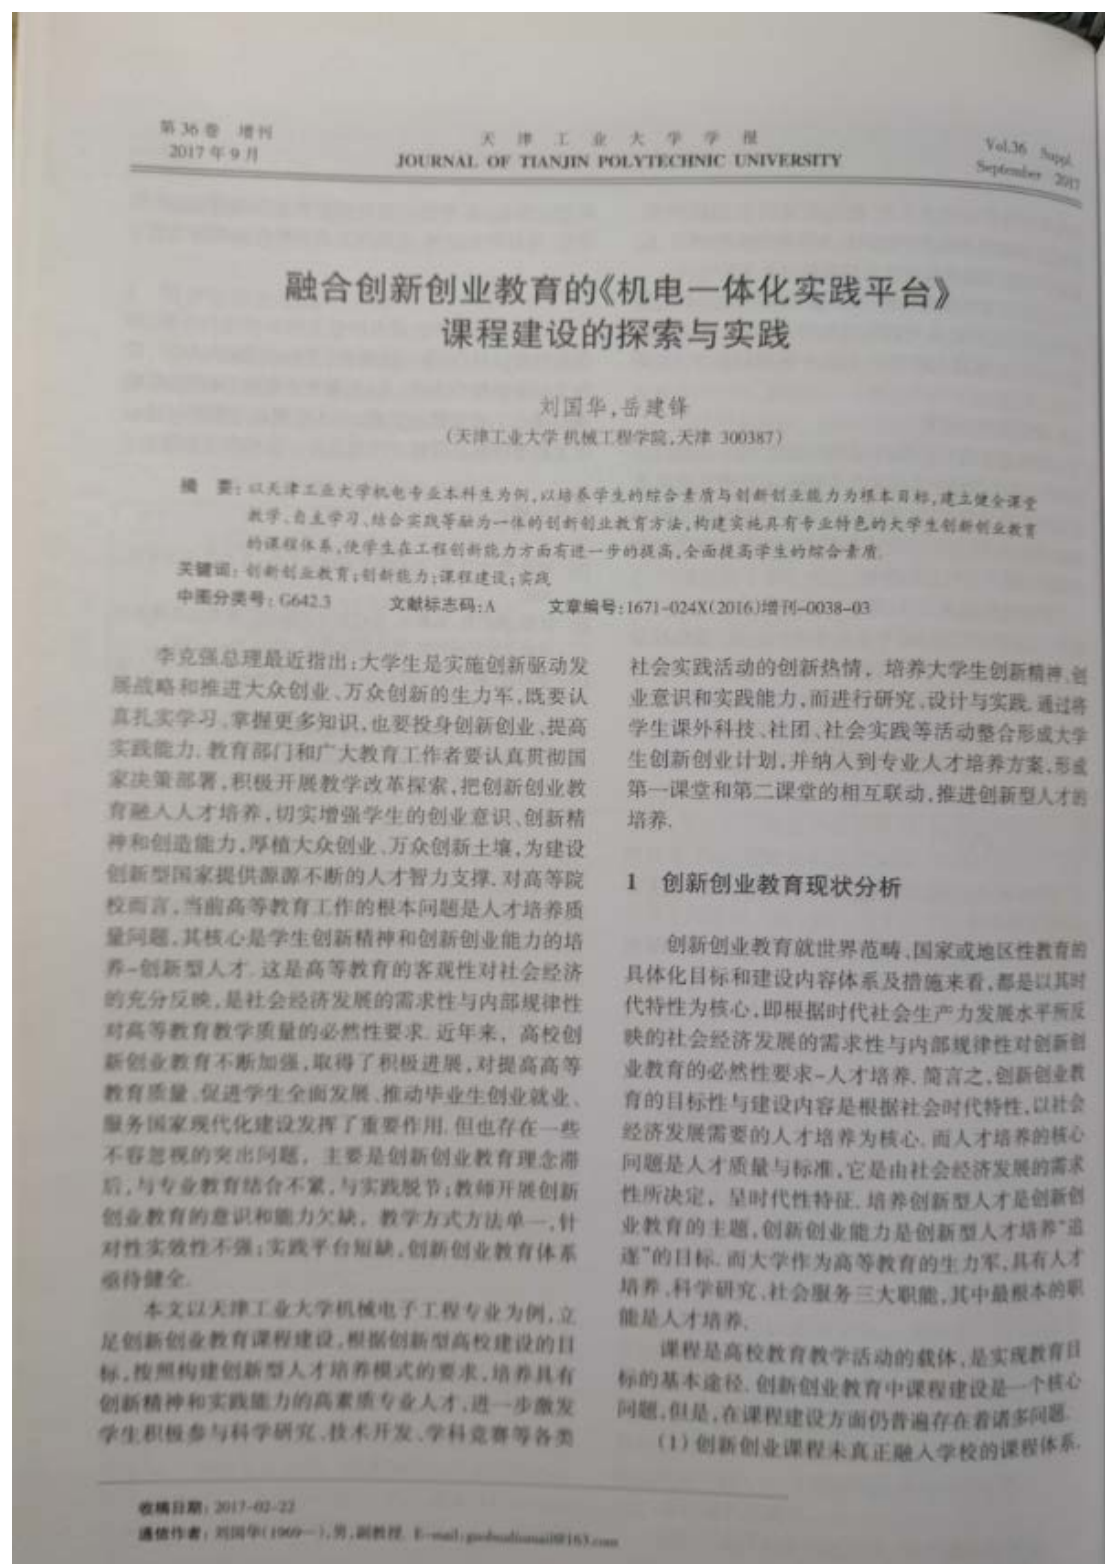 第36卷 增刊
2017年9月
天津工业大学学报
JOURNAL OF TIANJIN POLYTECHNIC UNIVERSITY
Vol.36 Suppl.
September 2017
融合创新创业教育的《机电一体化实践平台》
课程建设的探索与实践
刘国华,岳建锋
(天津工业大学 机械工程学院,天津 300387)
摘 要:以天津工业大学机电专业本科生为例,以培养学生的综合素质与创新创业能力为根本目标,建立健全课堂
教学、自主学习、结合实践等融为一体的创新创业教育方法,构建实施具有专业特色的大学生创新创业教育
的课程体系,使学生在工程创新能力方面有进一步的提高,全面提高学生的综合素质.
关键词:创新创业教育;创新能力;课程建设;实践
中图分类号:G642.3 文献标志码:A 文章编号:1671-024X(2016)增刊-0038-03
李克强总理最近指出:大学生是实施创新驱动发
展战略和推进大众创业、万众创新的生力军,既要认
真扎实学习、掌握更多知识,也要投身创新创业、提高
实践能力.教育部门和广大教育工作者要认真贯彻国
家决策部署,积极开展教学改革探索,把创新创业教
育融入人才培养,切实增强学生的创业意识、创新精
神和创造能力,厚植大众创业、万众创新土壤,为建设
创新型国家提供源源不断的人才智力支撑.对高等院
校而言,当前高等教育工作的根本问题是人才培养质
量问题,其核心是学生创新精神和创新创业能力的培
养-创新型人才.这是高等教育的客观性对社会经济
的充分反映,是社会经济发展的需求性与内部规律性
对高等教育教学质量的必然性要求.近年来,高校创
新创业教育不断加强,取得了积极进展,对提高高等
教育质量、促进学生全面发展、推动毕业生创业就业、
服务国家现代化建设发挥了重要作用.但也存在一些
不容忽视的突出问题,主要是创新创业教育理念滞
后,与专业教育结合不紧,与实践脱节;教师开展创新
创业教育的意识和能力欠缺,教学方式方法单一,针
对性实效性不强;实践平台短缺,创新创业教育体系
亟待健全.
本文以天津工业大学机械电子工程专业为例,立
足创新创业教育课程建设,根据创新型高校建设的目
标,按照构建创新型人才培养模式的要求,培养具有
创新精神和实践能力的高素质专业人才,进一步激发
学生积极参与科学研究、技术开发、学科竞赛等各类
社会实践活动的创新热情,培养大学生创新精神、创
业意识和实践能力,而进行研究、设计与实践.通过将
学生课外科技、社团、社会实践等活动整合形成大学
生创新创业计划,并纳入到专业人才培养方案,形成
第一课堂和第二课堂的相互联动,推进创新型人才的
培养.
1 创新创业教育现状分析
创新创业教育就世界范畴、国家或地区性教育的
具体化目标和建设内容体系及措施来看,都是以其时
代特性为核心,即根据时代社会生产力发展水平所反
映的社会经济发展的需求性与内部规律性对创新创
业教育的必然性要求-人才培养.简言之,创新创业教
育的目标性与建设内容是根据社会时代特性,以社会
经济发展需要的人才培养为核心.而人才培养的核心
问题是人才质量与标准,它是由社会经济发展的需求
性所决定,呈时代性特征.培养创新型人才是创新创
业教育的主题,创新创业能力是创新型人才培养“追
逐”的目标.而大学作为高等教育的生力军,具有人才
培养、科学研究、社会服务三大职能,其中最根本的职
能是人才培养.
课程是高校教育教学活动的载体,是实现教育目
标的基本途径.创新创业教育中课程建设是一个核心
问题,但是,在课程建设方面仍普遍存在着诸多问题.
(1)创新创业课程未真正融入学校的课程体系.
收稿日期:2017-02-22
通信作者:刘国华(1969—),男,副教授. E-mail: